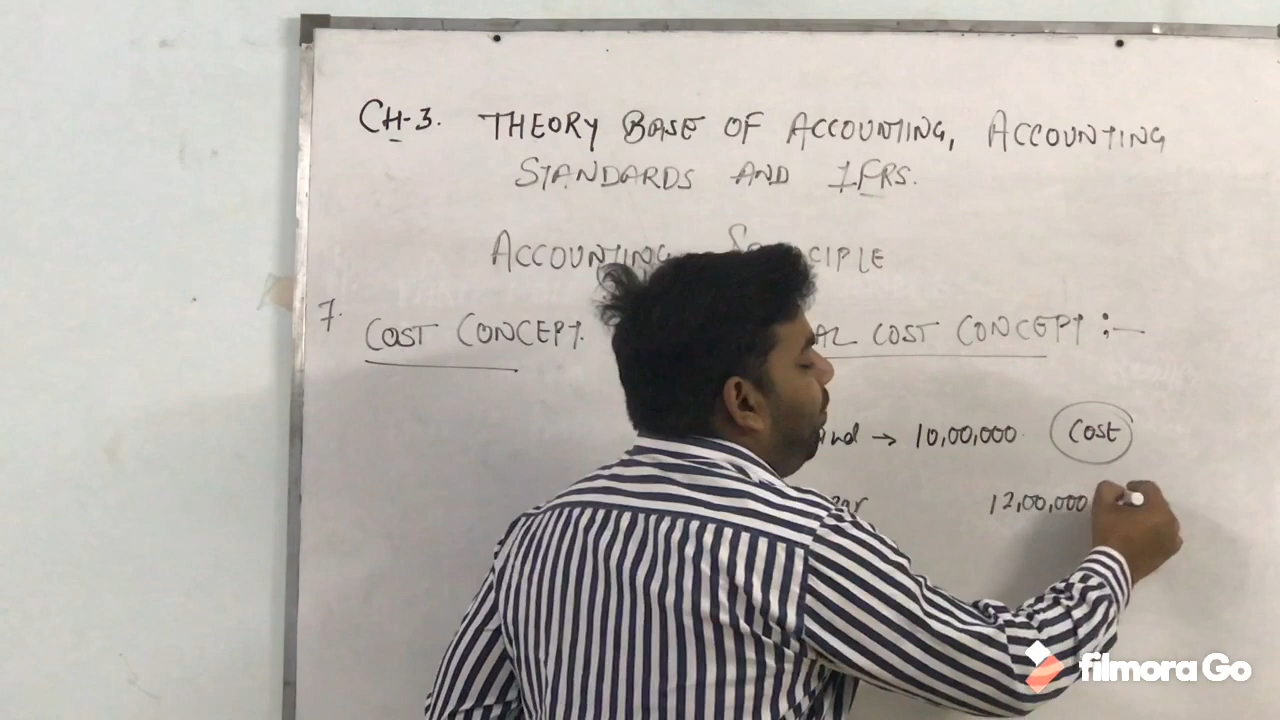 CH-3. THEORY BASE OF ACCOUNTING, ACCOUNTING
STANDARDS AND IFRS.
ACCOUNTING
7. COST CONCEPT. COST CONCEPT :-
→ 10,00,000 Cost
12,00,000
filmora Go